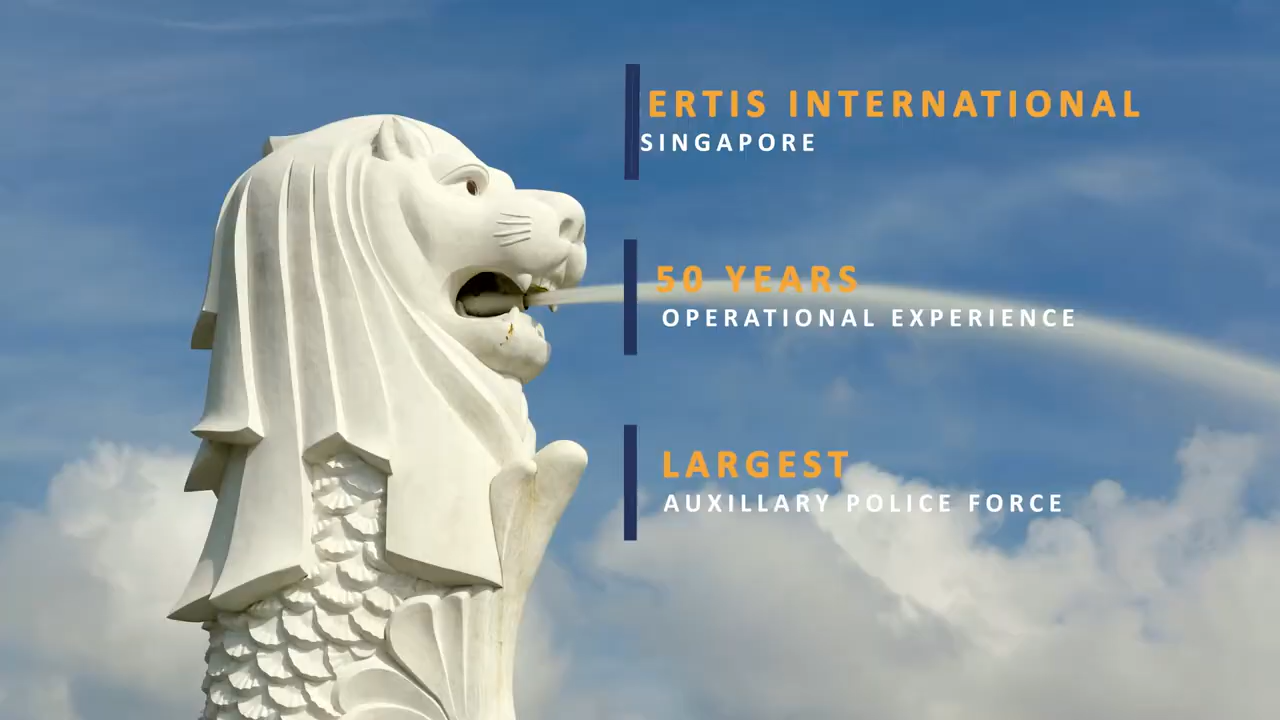 ERTIS INTERNATIONAL
SINGAPORE
50 YEARS
OPERATIONAL EXPERIENCE
LARGEST
AUXILLARY POLICE FORCE